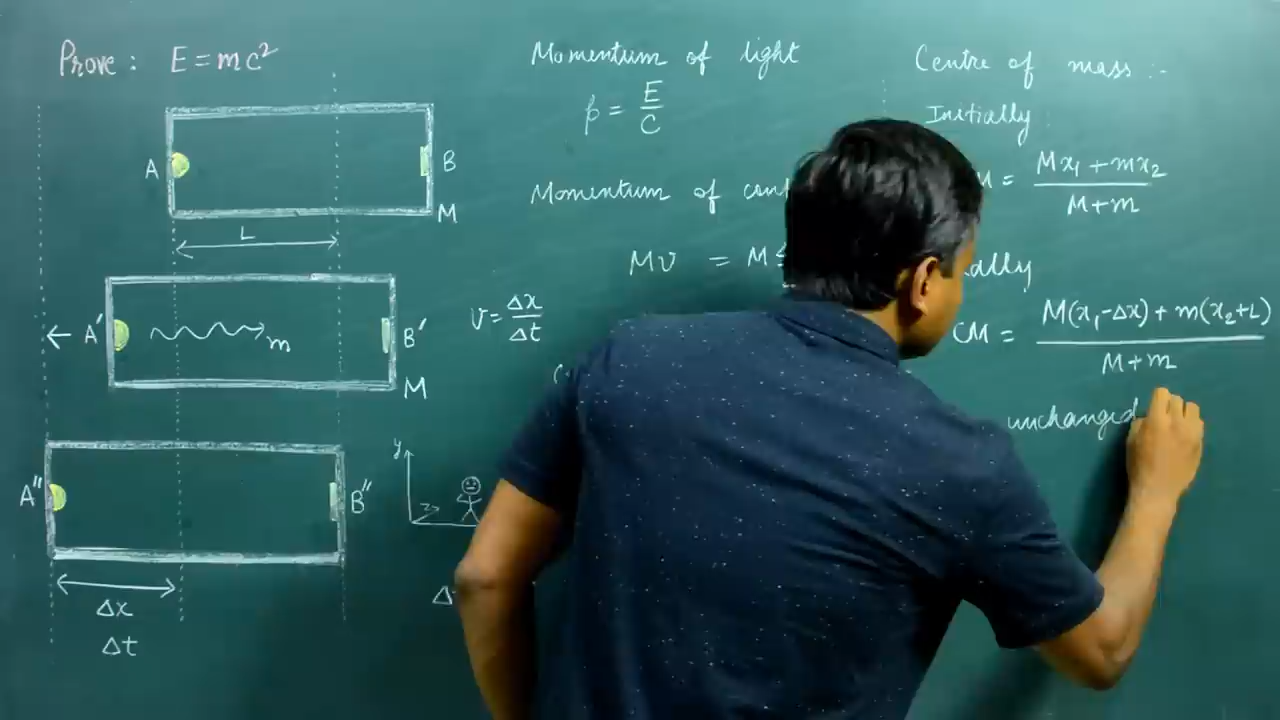 Prove : E = mc²
A
B
M
L
A′
m
B′
M
A″
B″
Δx
Δt
v = Δx/Δt
y
z
Momentum of light
p = E/c
Momentum of
Mv = M
Centre of mass :-
Initially
= (Mx₁ + mx₂)/(M+m)
CM = (M(x₁-Δx) + m(x₂+L))/(M+m)
unchanged